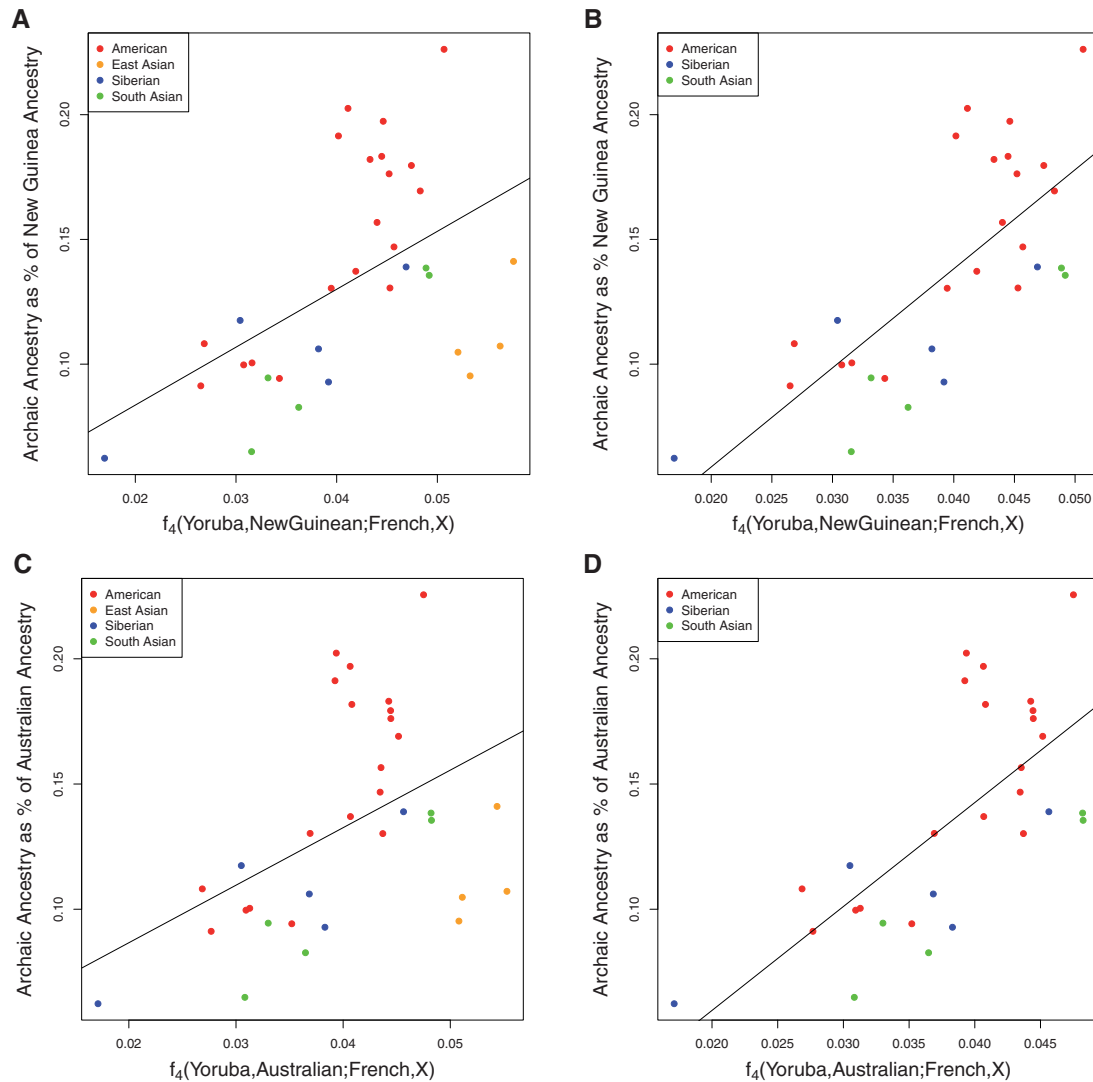 A
American
East Asian
Siberian
South Asian
Archaic Ancestry as % of New Guinea Ancestry
0.20
0.15
0.10
0.02 0.03 0.04 0.05
f4(Yoruba,NewGuinean;French,X)
B
American
Siberian
South Asian
Archaic Ancestry as % New Guinea Ancestry
0.20
0.15
0.10
0.020 0.025 0.030 0.035 0.040 0.045 0.050
f4(Yoruba,NewGuinean;French,X)
C
American
East Asian
Siberian
South Asian
Archaic Ancestry as % of Australian Ancestry
0.20
0.15
0.10
0.02 0.03 0.04 0.05
f4(Yoruba,Australian;French,X)
D
American
Siberian
South Asian
Archaic Ancestry as % of Australian Ancestry
0.20
0.15
0.10
0.020 0.025 0.030 0.035 0.040 0.045
f4(Yoruba,Australian;French,X)